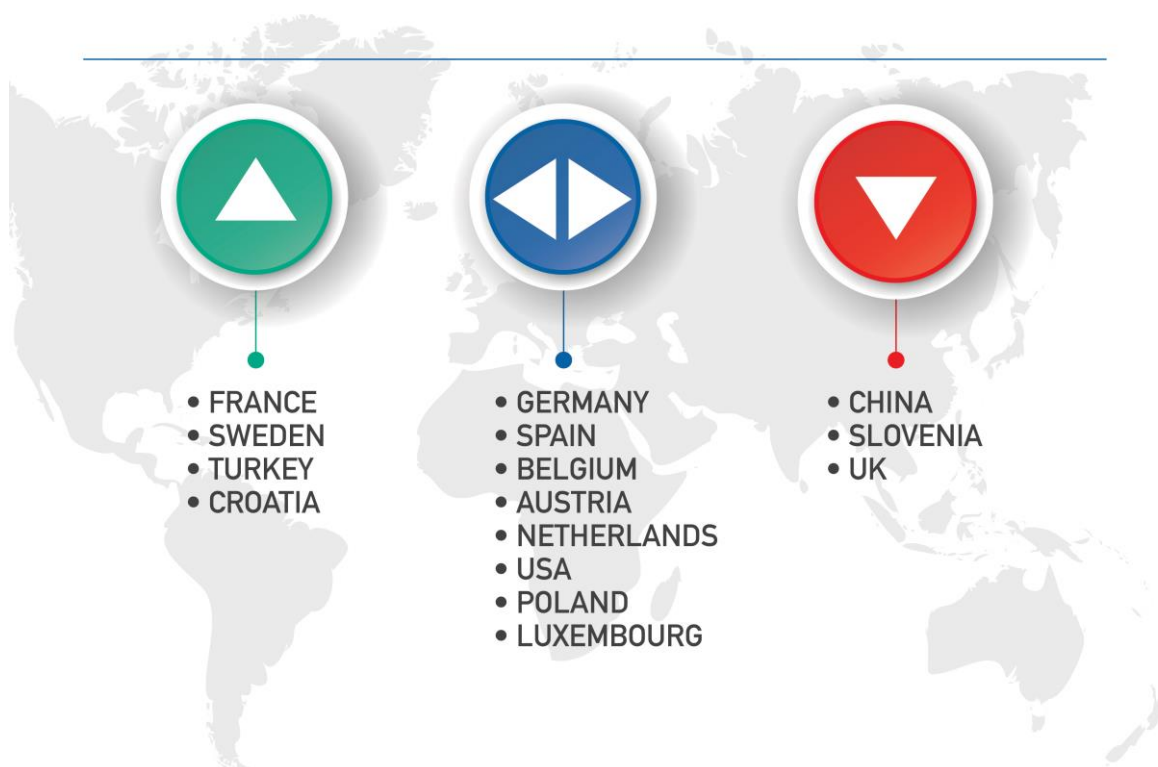 • FRANCE
• SWEDEN
• TURKEY
• CROATIA
• GERMANY
• SPAIN
• BELGIUM
• AUSTRIA
• NETHERLANDS
• USA
• POLAND
• LUXEMBOURG
• CHINA
• SLOVENIA
• UK